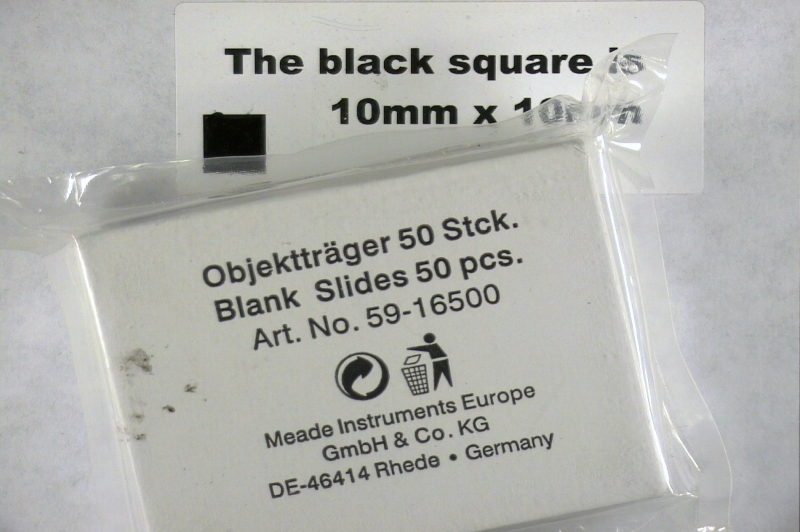 The black square is
10mm x 10mm
Objektträger 50 Stck.
Blank Slides 50 pcs.
Art. No. 59-16500
Meade Instruments Europe
GmbH & Co. KG
DE-46414 Rhede • Germany